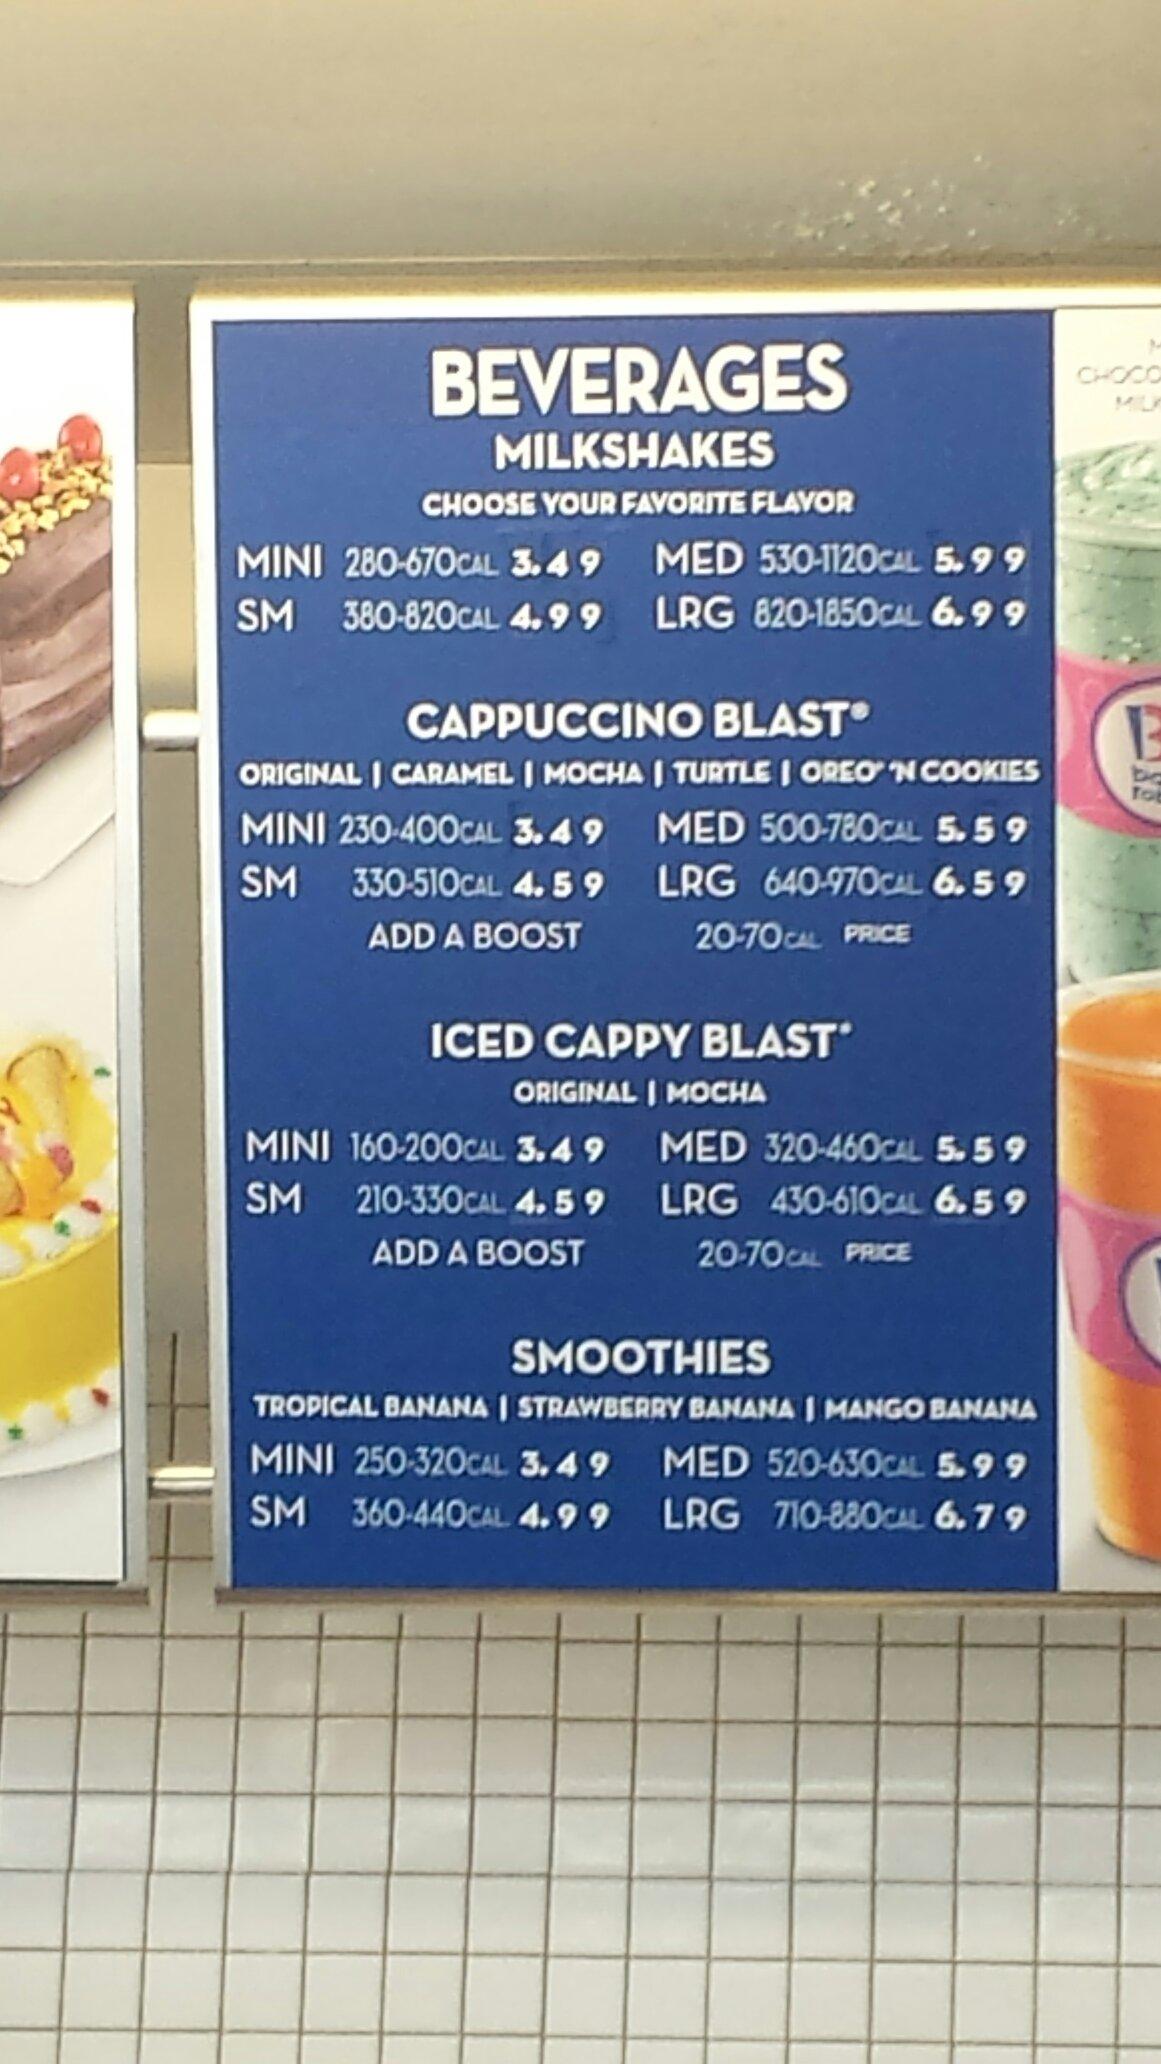 BEVERAGES
MILKSHAKES
CHOOSE YOUR FAVORITE FLAVOR
MINI 280-670CAL 3.49 MED 530-1120CAL 5.99
SM 380-820CAL 4.99 LRG 820-1850CAL 6.99
CAPPUCCINO BLAST®
ORIGINAL | CARAMEL | MOCHA | TURTLE | OREO® 'N COOKIES
MINI 230-400CAL 3.49 MED 500-780CAL 5.59
SM 330-510CAL 4.59 LRG 640-970CAL 6.59
ADD A BOOST 20-70CAL PRICE
ICED CAPPY BLAST®
ORIGINAL | MOCHA
MINI 160-200CAL 3.49 MED 320-460CAL 5.59
SM 210-330CAL 4.59 LRG 430-610CAL 6.59
ADD A BOOST 20-70CAL PRICE
SMOOTHIES
TROPICAL BANANA | STRAWBERRY BANANA | MANGO BANANA
MINI 250-320CAL 3.49 MED 520-630CAL 5.99
SM 360-440CAL 4.99 LRG 710-880CAL 6.79